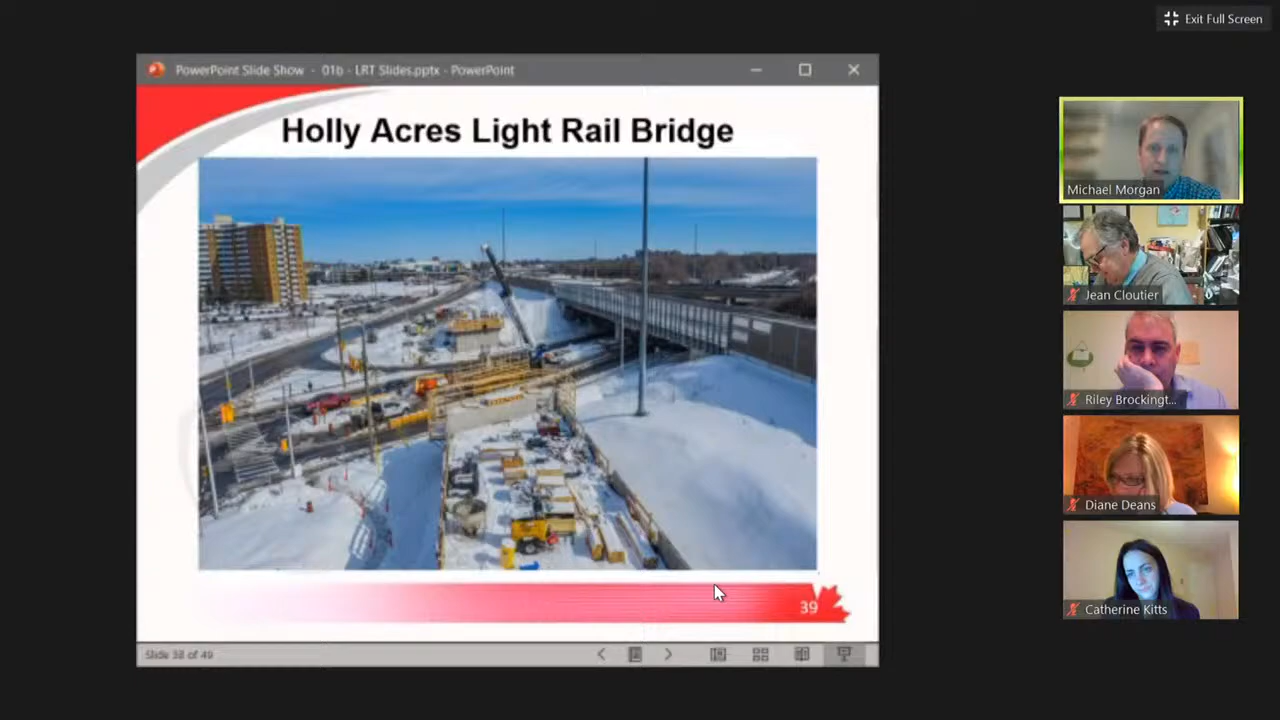 Exit Full Screen
PowerPoint Slide Show - 01b - LRT Slides.pptx - PowerPoint
Holly Acres Light Rail Bridge
39
Slide 38 of 49
Michael Morgan
Jean Cloutier
Riley Brockingt...
Diane Deans
Catherine Kitts